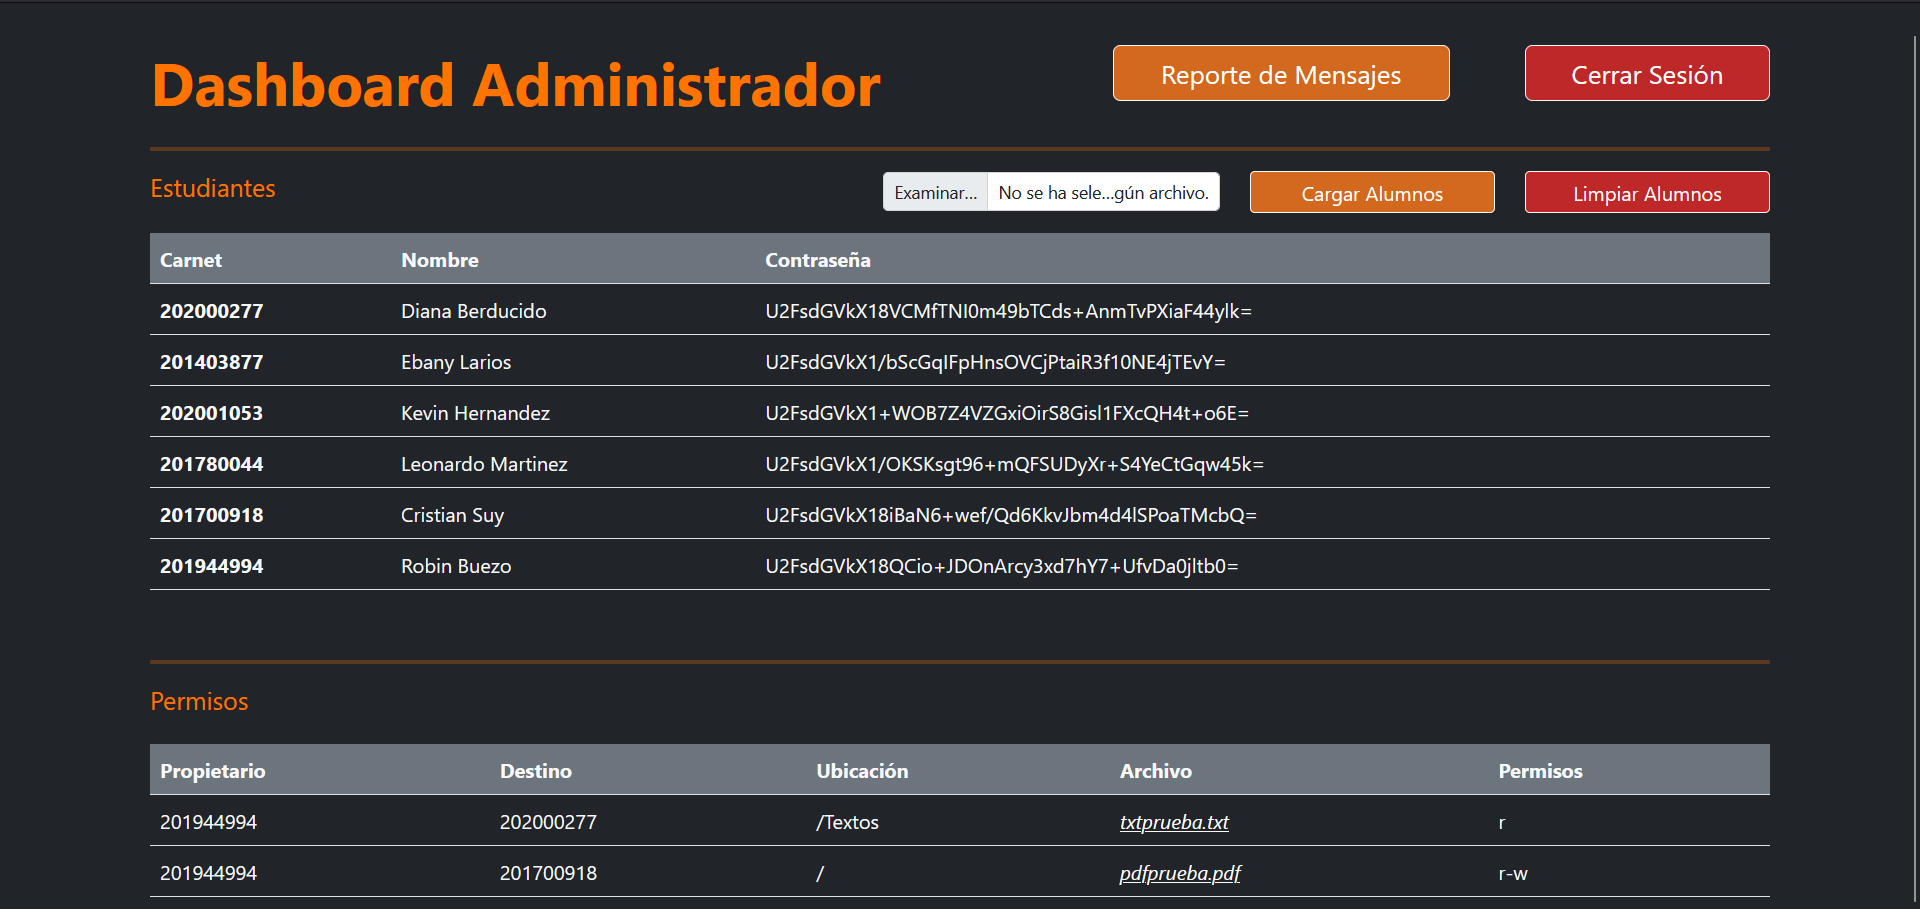 Dashboard Administrador
Reporte de Mensajes
Cerrar Sesión
Estudiantes
Examinar... No se ha sele...gún archivo.
Cargar Alumnos
Limpiar Alumnos
Carnet Nombre Contraseña
202000277 Diana Berducido U2FsdGVkX18VCMfTNI0m49bTCds+AnmTvPXiaF44ylk=
201403877 Ebany Larios U2FsdGVkX1/bScGqIFpHnsOVCjPtaiR3f10NE4jTEvY=
202001053 Kevin Hernandez U2FsdGVkX1+WOB7Z4VZGxiOirS8Gisl1FXcQH4t+o6E=
201780044 Leonardo Martinez U2FsdGVkX1/OKSKsgt96+mQFSUDyXr+S4YeCtGqw45k=
201700918 Cristian Suy U2FsdGVkX18iBaN6+wef/Qd6KkvJbm4d4lSPoaTMcbQ=
201944994 Robin Buezo U2FsdGVkX18QCio+JDOnArcy3xd7hY7+UfvDa0jltb0=
Permisos
Propietario Destino Ubicación Archivo Permisos
201944994 202000277 /Textos txtprueba.txt r
201944994 201700918 / pdfprueba.pdf r-w